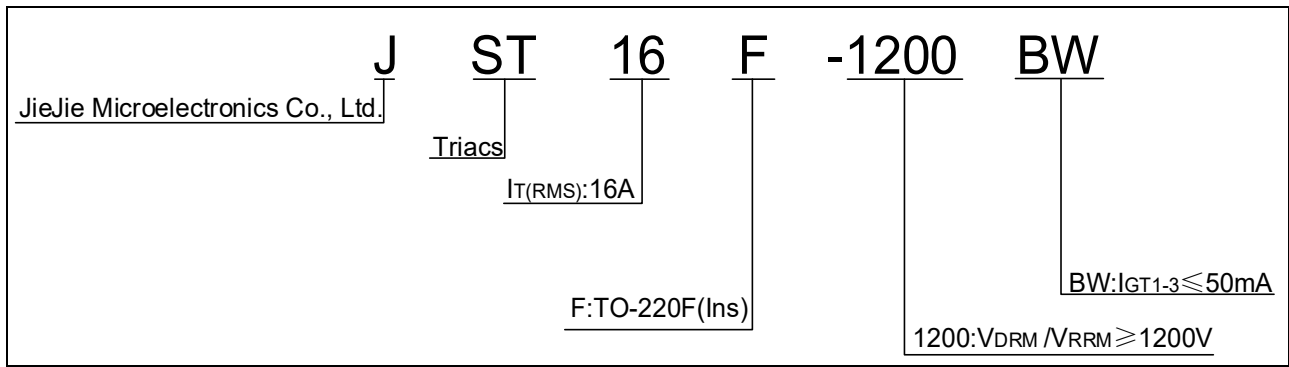 J ST 16 F -1200 BW
JieJie Microelectronics Co., Ltd.
Triacs
IT(RMS):16A
BW:IGT1-3≤50mA
F:TO-220F(Ins)
1200:VDRM /VRRM≥1200V